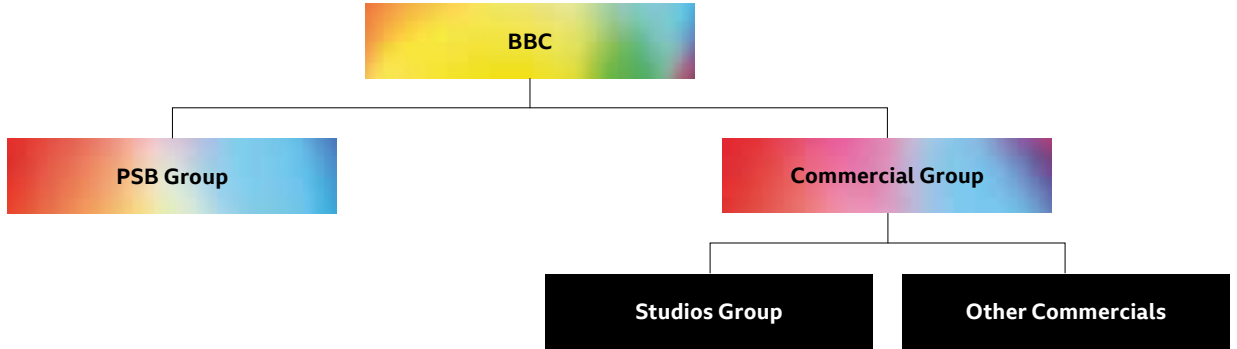 BBC
PSB Group
Commercial Group
Studios Group
Other Commercials